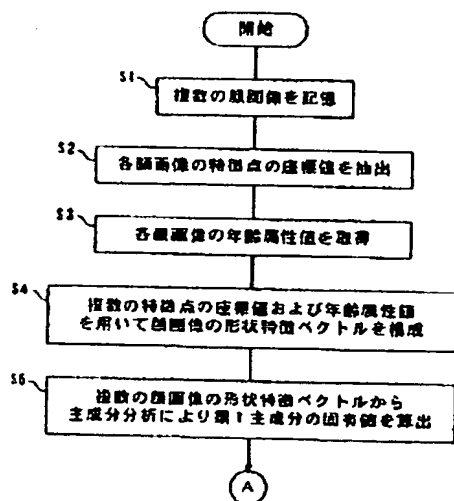 開始
S1
複数の顔画像を記憶
S2
各顔画像の特徴点の座標値を抽出
S3
各顔画像の年齢属性値を取得
S4
複数の特徴点の座標値および年齢属性値
を用いて顔画像の形状特徴ベクトルを構成
S5
複数の顔画像の形状特徴ベクトルから
主成分分析により第1主成分の固有値を算出
A